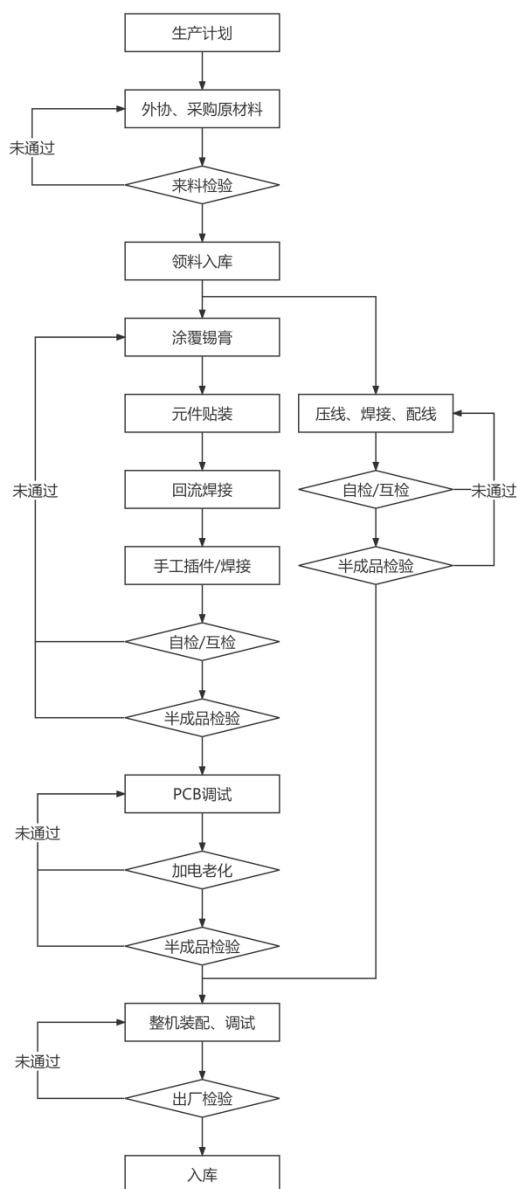 生产计划
外协、采购原材料
未通过
来料检验
领料入库
涂覆锡膏
元件贴装
压线、焊接、配线
未通过
回流焊接
自检/互检
未通过
手工插件/焊接
半成品检验
自检/互检
半成品检验
PCB调试
未通过
加电老化
半成品检验
整机装配、调试
未通过
出厂检验
入库